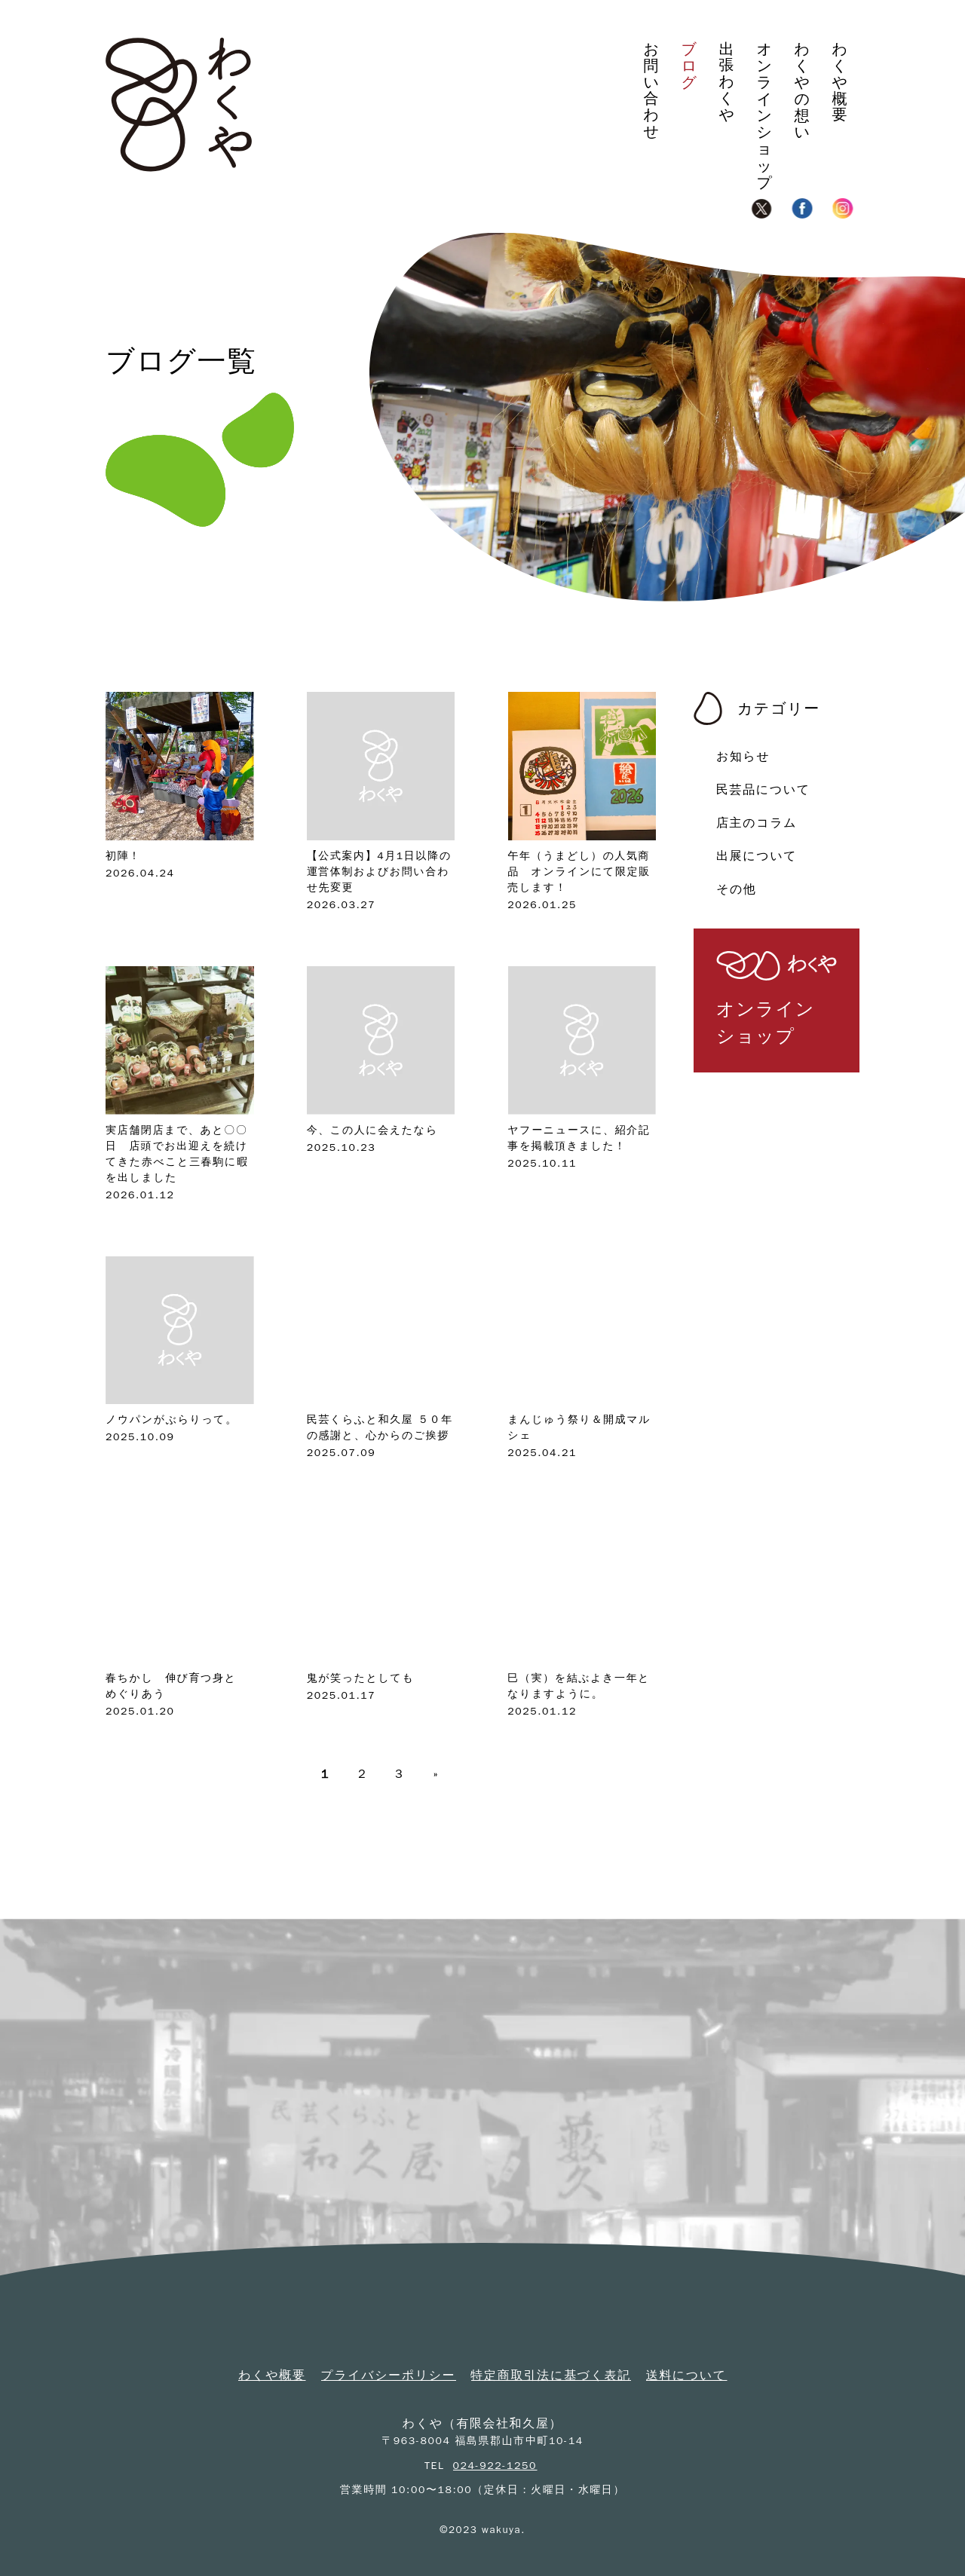 わくや
わくや概要
わくやの想い
オンラインショップ
出張わくや
ブログ
お問い合わせ
ブログ一覧
ゆ
初陣！
2026.04.24
わくや
【公式案内】4月1日以降の
運営体制およびお問い合わ
せ先変更
2026.03.27
1
2026
午年（うまどし）の人気商
品　オンラインにて限定販
売します！
2026.01.25
カテゴリー
お知らせ
民芸品について
店主のコラム
出展について
その他
わくや
オンライン
ショップ
実店舗閉店まで、あと〇〇
日　店頭でお出迎えを続け
てきた赤べこと三春駒に暇
を出しました
2026.01.12
わくや
今、この人に会えたなら
2025.10.23
わくや
ヤフーニュースに、紹介記
事を掲載頂きました！
2025.10.11
わくや
ノウパンがぶらりって。
2025.10.09
民芸くらふと和久屋 ５０年
の感謝と、心からのご挨拶
2025.07.09
まんじゅう祭り＆開成マル
シェ
2025.04.21
春ちかし　伸び育つ身と
めぐりあう
2025.01.20
鬼が笑ったとしても
2025.01.17
巳（実）を結ぶよき一年と
なりますように。
2025.01.12
1 2 3 »
民芸くらふと
和久屋
そば処
藪久
わくや概要 プライバシーポリシー 特定商取引法に基づく表記 送料について
わくや（有限会社和久屋）
〒963-8004 福島県郡山市中町10-14
TEL 024-922-1250
営業時間 10:00〜18:00（定休日：火曜日・水曜日）
©2023 wakuya.